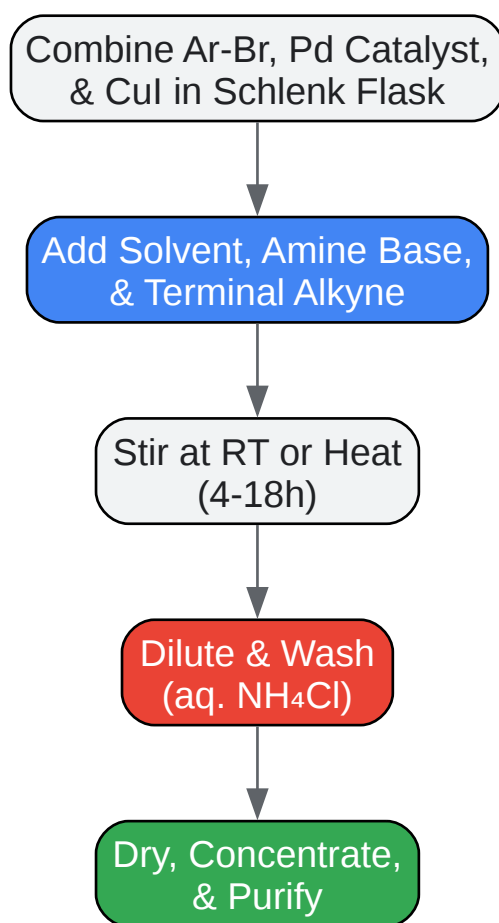 Combine Ar-Br, Pd Catalyst,
& CuI in Schlenk Flask
Add Solvent, Amine Base,
& Terminal Alkyne
Stir at RT or Heat
(4-18h)
Dilute & Wash
(aq. NH₄Cl)
Dry, Concentrate,
& Purify